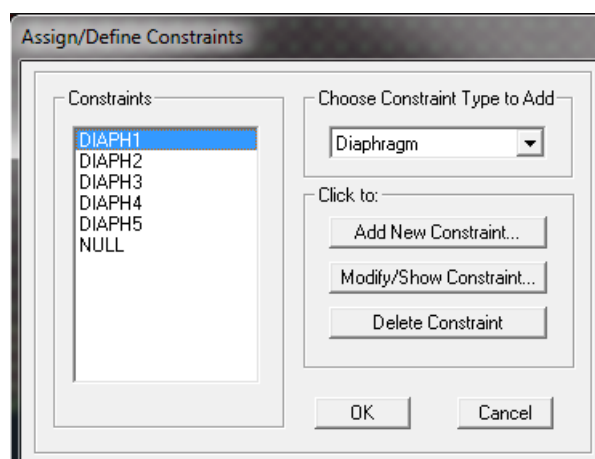 Assign/Define Constraints
Constraints
DIAPH1
DIAPH2
DIAPH3
DIAPH4
DIAPH5
NULL
Choose Constraint Type to Add
Diaphragm
Click to:
Add New Constraint...
Modify/Show Constraint...
Delete Constraint
OK
Cancel